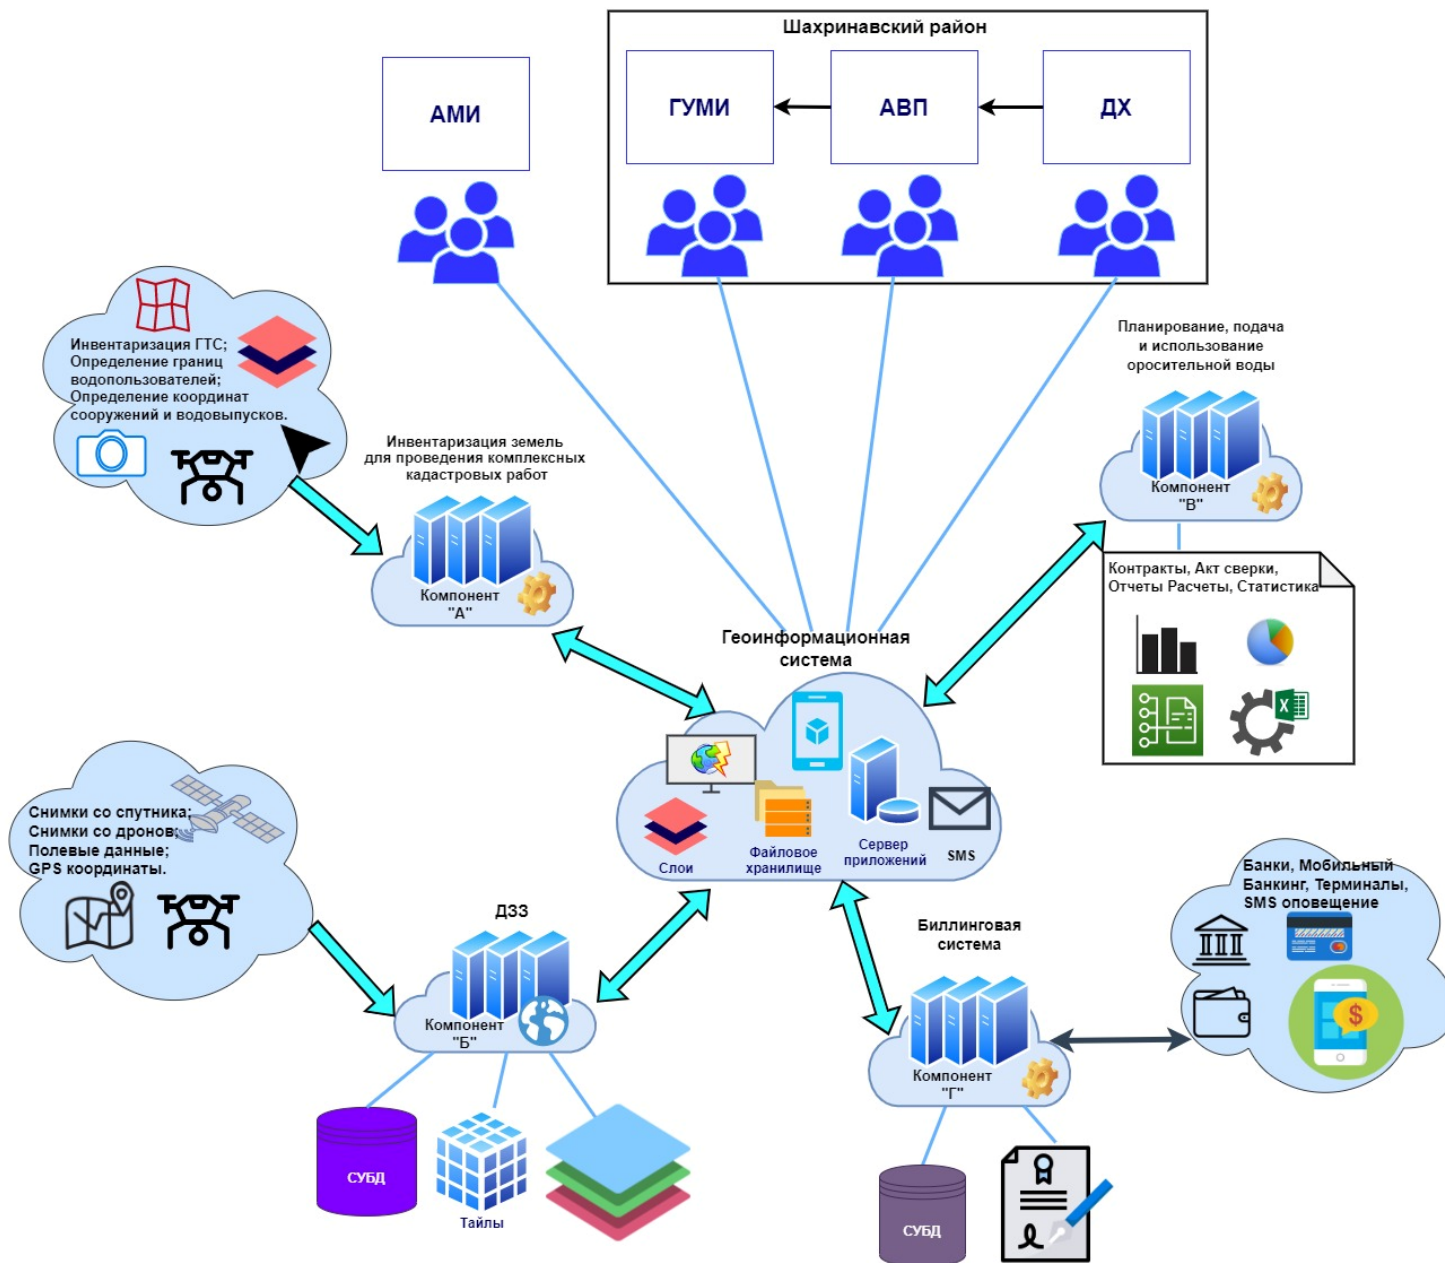 Шахринавский район
АМИ
ГУМИ
АВП
ДХ
Инвентаризация ГТС;
Определение границ
водопользователей;
Определение координат
сооружений и водовыпусков.
Планирование, подача
и использование
оросительной воды
Инвентаризация земель
для проведения комплексных
кадастровых работ
Компонент
"В"
Компонент
"А"
Контракты, Акт сверки,
Отчеты Расчеты, Статистика
X
Геоинформационная
система
Слои
Файловое
хранилище
Сервер
приложений
SMS
Снимки со спутника;
Снимки со дронов;
Полевые данные;
GPS координаты.
ДЗЗ
Компонент
"Б"
СУБД
Тайлы
Биллинговая
система
Компонент
"Г"
СУБД
Банки, Мобильный
Банкинг, Терминалы,
SMS оповещение
$